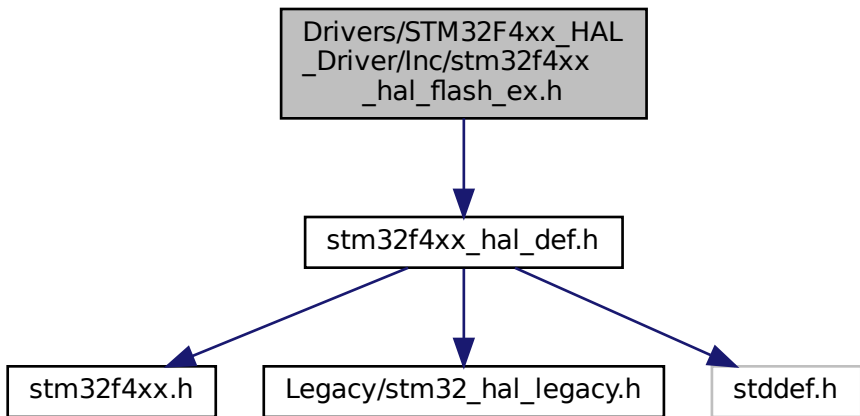 Drivers/STM32F4xx_HAL
_Driver/Inc/stm32f4xx
_hal_flash_ex.h
stm32f4xx_hal_def.h
stm32f4xx.h
Legacy/stm32_hal_legacy.h
stddef.h